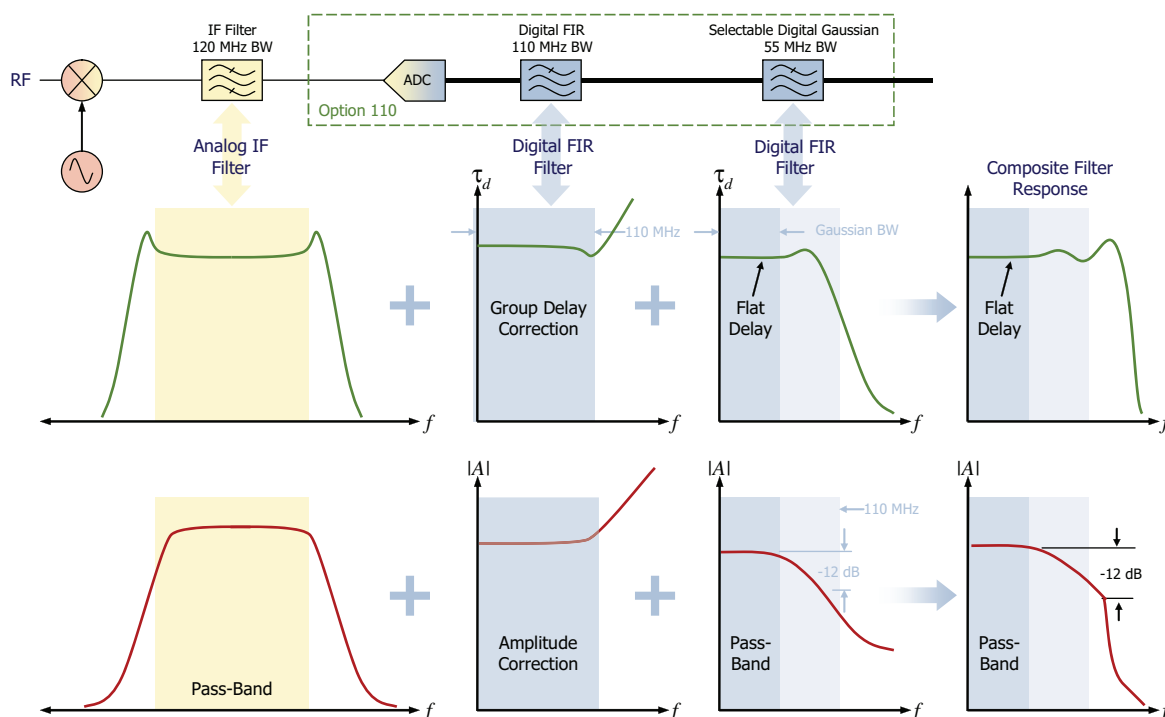 IF Filter
120 MHz BW
Digital FIR
110 MHz BW
Selectable Digital Gaussian
55 MHz BW
RF
ADC
Option 110
Analog IF
Filter
Digital FIR
Filter
Digital FIR
Filter
Composite Filter
Response
τd
τd
110 MHz
Gaussian BW
Group Delay
Correction
Flat
Delay
Flat
Delay
f
f
f
f
|A|
|A|
|A|
110 MHz
-12 dB
-12 dB
Pass-Band
Amplitude
Correction
Pass-
Band
Pass-
Band
f
f
f
f